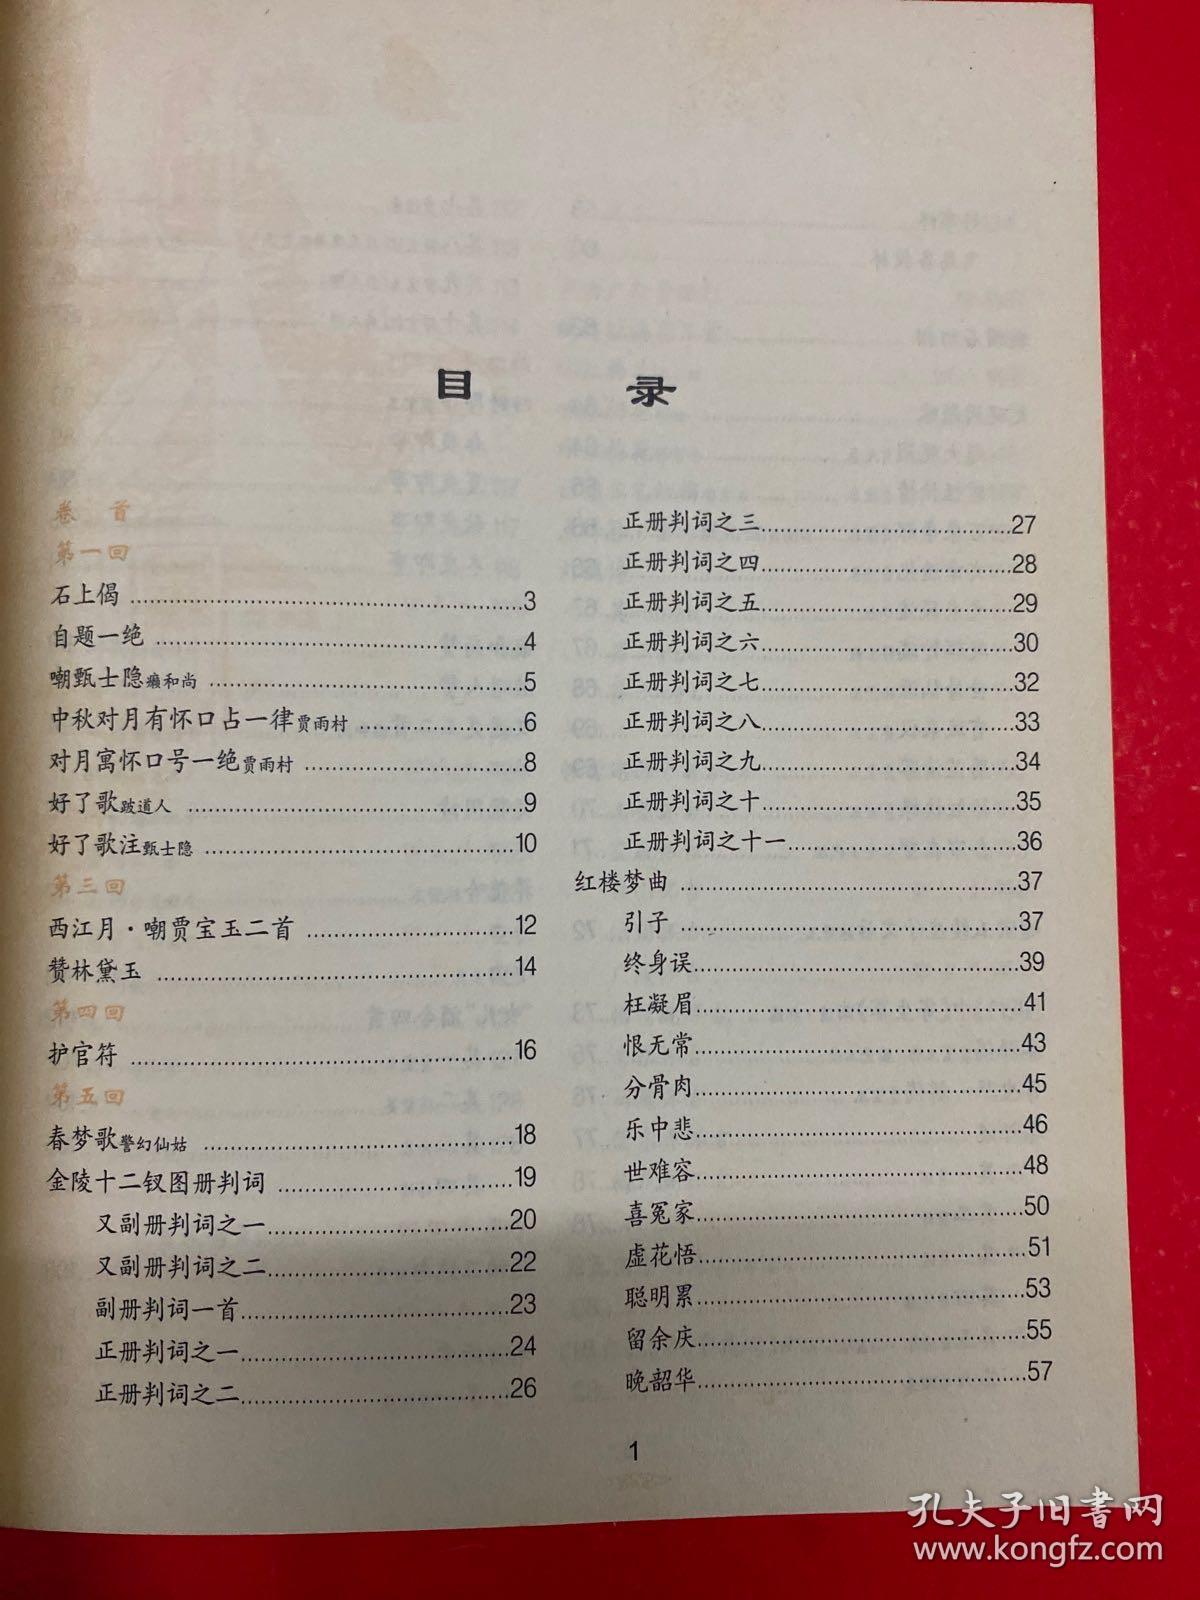 目 录
卷 首
第一回
石上偈 3
自题一绝 4
嘲甄士隐癞和尚 5
中秋对月有怀口占一律贾雨村 6
对月寓怀口号一绝贾雨村 8
好了歌跛道人 9
好了歌注甄士隐 10
第三回
西江月·嘲贾宝玉二首 12
赞林黛玉 14
第四回
护官符 16
第五回
春梦歌警幻仙姑 18
金陵十二钗图册判词 19
又副册判词之一 20
又副册判词之二 22
副册判词一首 23
正册判词之一 24
正册判词之二 26
正册判词之三 27
正册判词之四 28
正册判词之五 29
正册判词之六 30
正册判词之七 32
正册判词之八 33
正册判词之九 34
正册判词之十 35
正册判词之十一 36
红楼梦曲 37
引子 37
终身误 39
枉凝眉 41
恨无常 43
分骨肉 45
乐中悲 46
世难容 48
喜冤家 50
虚花悟 51
聪明累 53
留余庆 55
晚韶华 57
1
孔夫子旧书网
www.kongfz.com